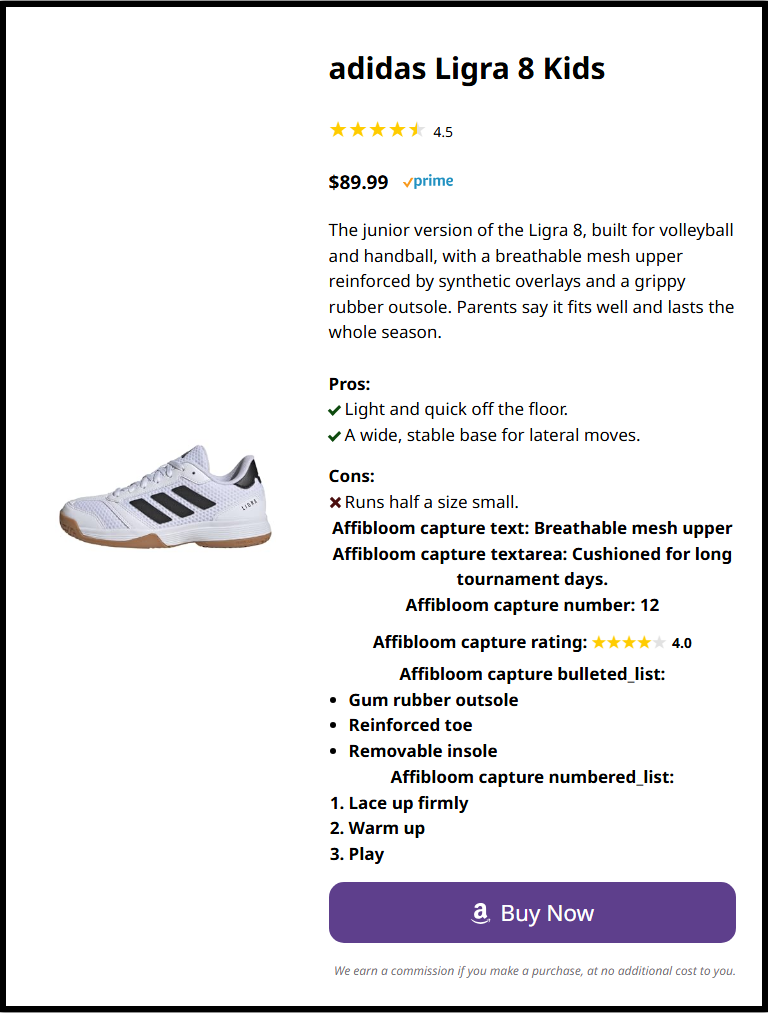 adidas Ligra 8 Kids
4.5
$89.99 prime
The junior version of the Ligra 8, built for volleyball
and handball, with a breathable mesh upper
reinforced by synthetic overlays and a grippy
rubber outsole. Parents say it fits well and lasts the
whole season.
Pros:
Light and quick off the floor.
A wide, stable base for lateral moves.
Cons:
Runs half a size small.
LIGRA
Affibloom capture text: Breathable mesh upper
Affibloom capture textarea: Cushioned for long
tournament days.
Affibloom capture number: 12
Affibloom capture rating: 4.0
Affibloom capture bulleted_list:
• Gum rubber outsole
• Reinforced toe
• Removable insole
Affibloom capture numbered_list:
1. Lace up firmly
2. Warm up
3. Play
Buy Now
We earn a commission if you make a purchase, at no additional cost to you.